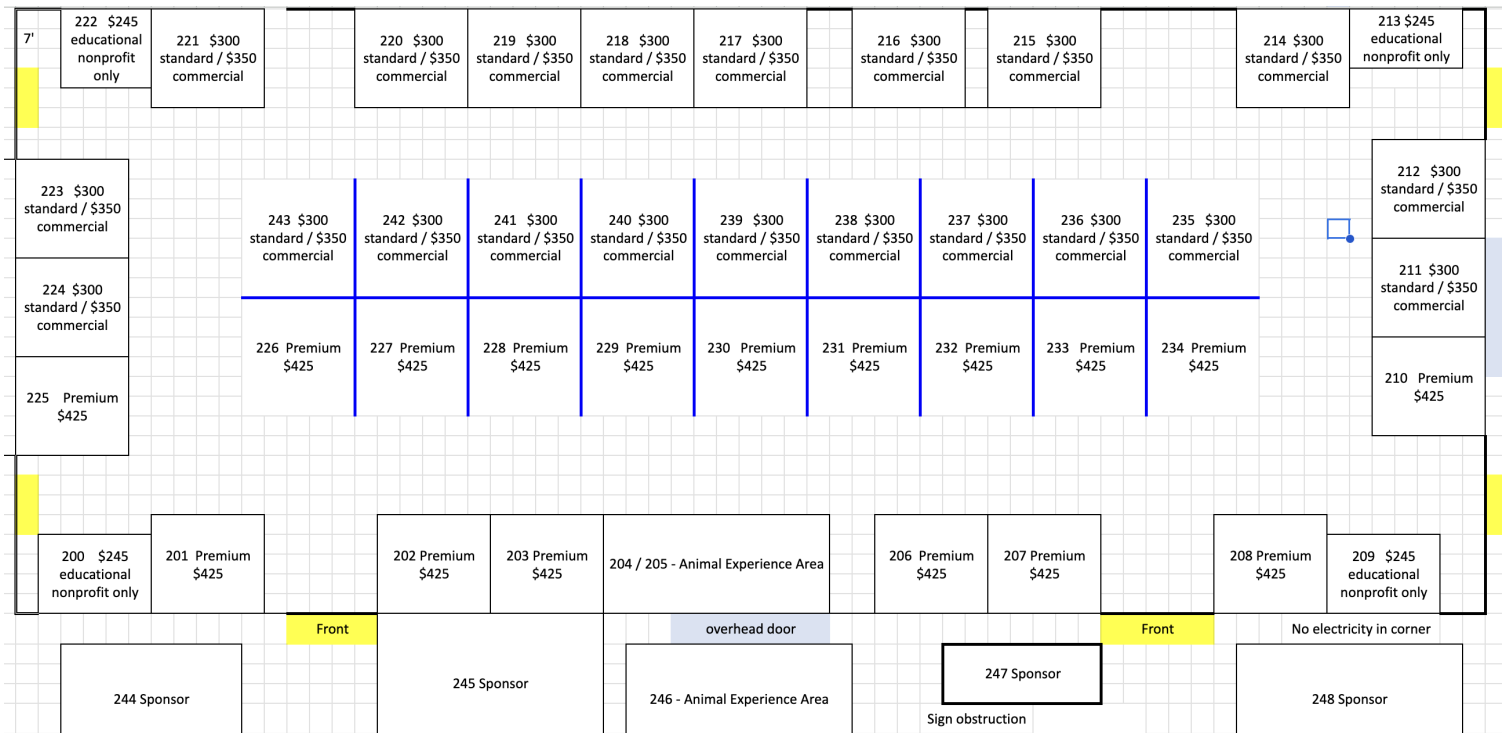 7'
222 $245
educational
nonprofit
only
221 $300
standard / $350
commercial
220 $300
standard / $350
commercial
219 $300
standard / $350
commercial
218 $300
standard / $350
commercial
217 $300
standard / $350
commercial
216 $300
standard / $350
commercial
215 $300
standard / $350
commercial
214 $300
standard / $350
commercial
213 $245
educational
nonprofit only
223 $300
standard / $350
commercial
224 $300
standard / $350
commercial
225 Premium
$425
243 $300
standard / $350
commercial
242 $300
standard / $350
commercial
241 $300
standard / $350
commercial
240 $300
standard / $350
commercial
239 $300
standard / $350
commercial
238 $300
standard / $350
commercial
237 $300
standard / $350
commercial
236 $300
standard / $350
commercial
235 $300
standard / $350
commercial
226 Premium
$425
227 Premium
$425
228 Premium
$425
229 Premium
$425
230 Premium
$425
231 Premium
$425
232 Premium
$425
233 Premium
$425
234 Premium
$425
212 $300
standard / $350
commercial
211 $300
standard / $350
commercial
210 Premium
$425
200 $245
educational
nonprofit only
201 Premium
$425
202 Premium
$425
203 Premium
$425
204 / 205 - Animal Experience Area
206 Premium
$425
207 Premium
$425
208 Premium
$425
209 $245
educational
nonprofit only
Front
overhead door
Front
No electricity in corner
244 Sponsor
245 Sponsor
246 - Animal Experience Area
247 Sponsor
Sign obstruction
248 Sponsor